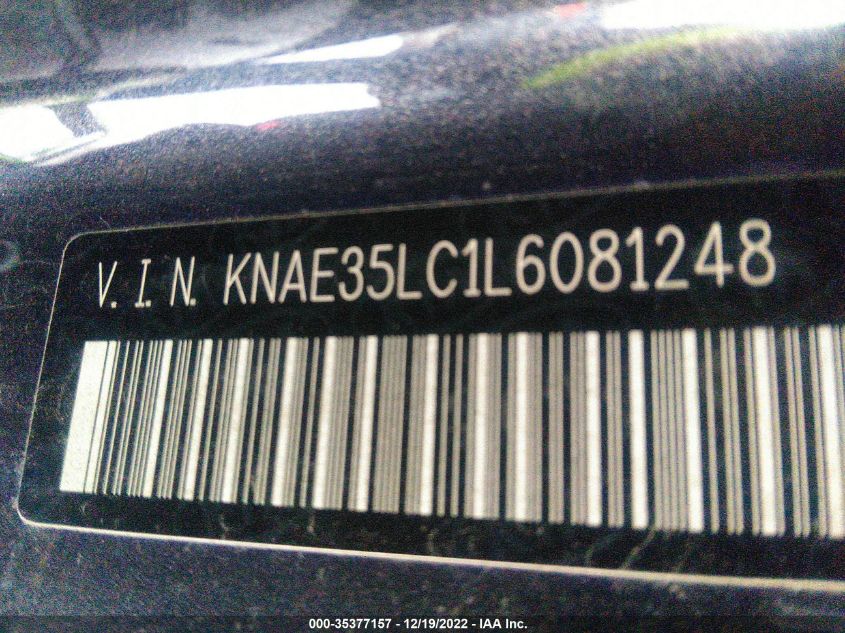 V. I. N. KNAE35LC1L6081248
000-35377157 - 12/19/2022 - IAA Inc.